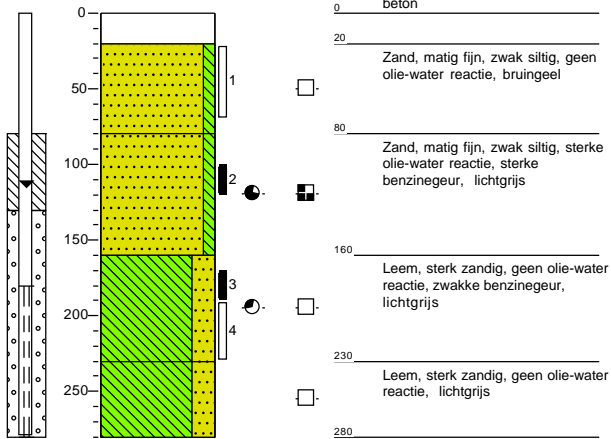 beton
0
0
20
Zand, matig fijn, zwak siltig, geen
olie-water reactie, bruingeel
1
50
80
Zand, matig fijn, zwak siltig, sterke
olie-water reactie, sterke
benzinegeur, lichtgrijs
100
2
150
160
Leem, sterk zandig, geen olie-water
reactie, zwakke benzinegeur,
lichtgrijs
3
200
4
230
Leem, sterk zandig, geen olie-water
reactie, lichtgrijs
250
280